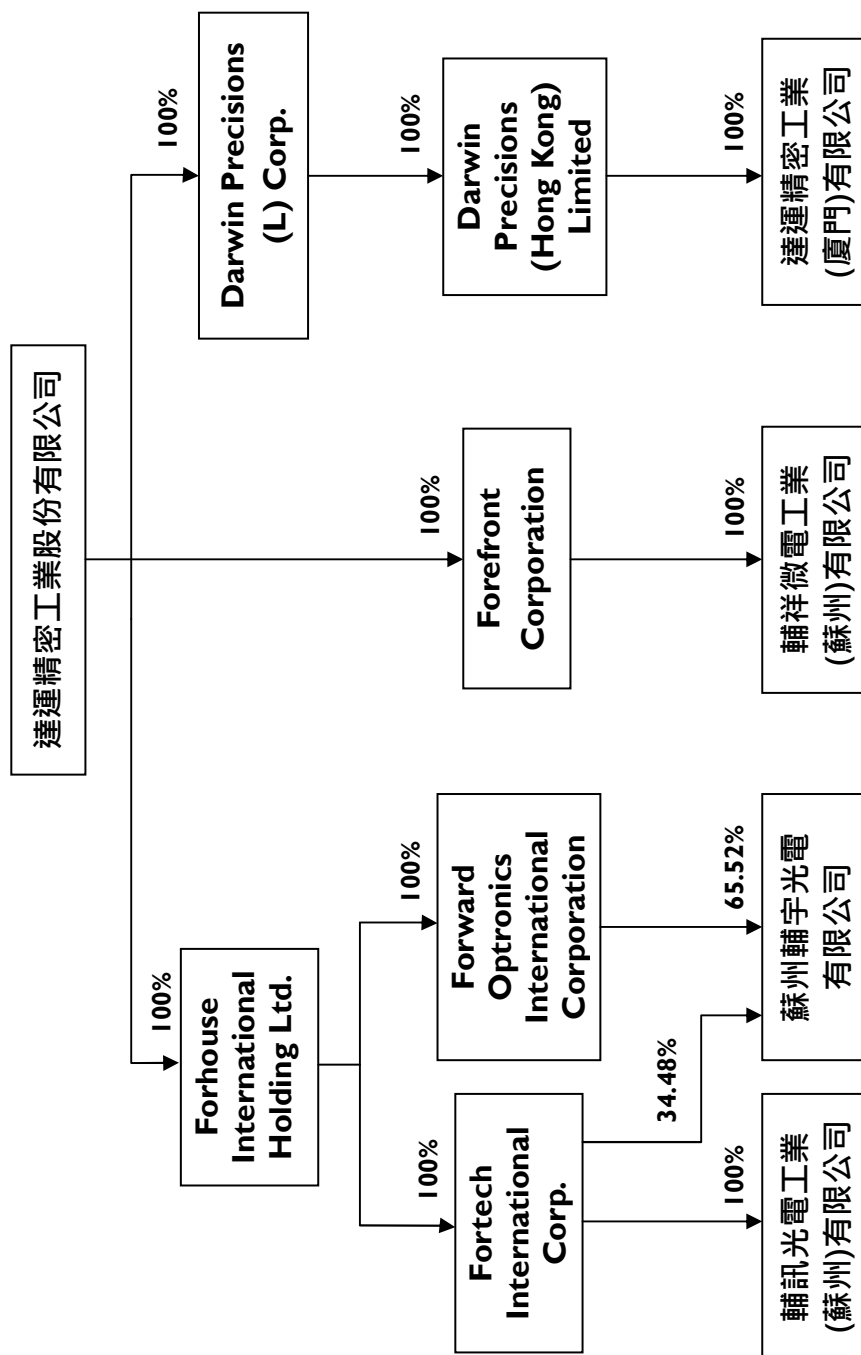 達運精密工業股份有限公司
100%
Forhouse
International
Holding Ltd.
100%
Forefront
Corporation
100%
Darwin Precisions
(L) Corp.
100%
Fortech
International
Corp.
100%
Forward
Optronics
International
Corporation
100%
Darwin
Precisions
(Hong Kong)
Limited
100%
輔訊光電工業
(蘇州)有限公司
34.48%
65.52%
蘇州輔宇光電
有限公司
100%
輔祥微電工業
(蘇州)有限公司
100%
達運精密工業
(廈門)有限公司